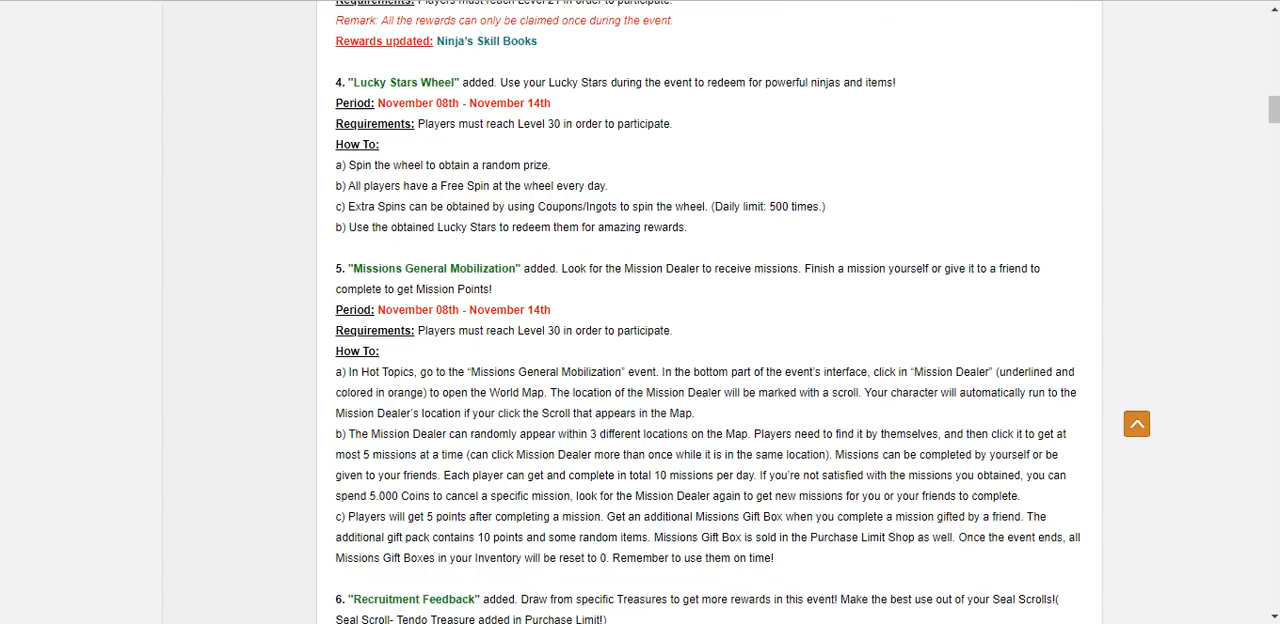 Requirements: Players must reach Level 21 in order to participate.
Remark: All the rewards can only be claimed once during the event.
Rewards updated: Ninja's Skill Books
4. "Lucky Stars Wheel" added. Use your Lucky Stars during the event to redeem for powerful ninjas and items!
Period: November 08th - November 14th
Requirements: Players must reach Level 30 in order to participate.
How To:
a) Spin the wheel to obtain a random prize.
b) All players have a Free Spin at the wheel every day.
c) Extra Spins can be obtained by using Coupons/Ingots to spin the wheel. (Daily limit: 500 times.)
b) Use the obtained Lucky Stars to redeem them for amazing rewards.
5. "Missions General Mobilization" added. Look for the Mission Dealer to receive missions. Finish a mission yourself or give it to a friend to
complete to get Mission Points!
Period: November 08th - November 14th
Requirements: Players must reach Level 30 in order to participate.
How To:
a) In Hot Topics, go to the “Missions General Mobilization” event. In the bottom part of the event’s interface, click in “Mission Dealer” (underlined and
colored in orange) to open the World Map. The location of the Mission Dealer will be marked with a scroll. Your character will automatically run to the
Mission Dealer’s location if your click the Scroll that appears in the Map.
b) The Mission Dealer can randomly appear within 3 different locations on the Map. Players need to find it by themselves, and then click it to get at
most 5 missions at a time (can click Mission Dealer more than once while it is in the same location). Missions can be completed by yourself or be
given to your friends. Each player can get and complete in total 10 missions per day. If you’re not satisfied with the missions you obtained, you can
spend 5.000 Coins to cancel a specific mission, look for the Mission Dealer again to get new missions for you or your friends to complete.
c) Players will get 5 points after completing a mission. Get an additional Missions Gift Box when you complete a mission gifted by a friend. The
additional gift pack contains 10 points and some random items. Missions Gift Box is sold in the Purchase Limit Shop as well. Once the event ends, all
Missions Gift Boxes in your Inventory will be reset to 0. Remember to use them on time!
6. "Recruitment Feedback" added. Draw from specific Treasures to get more rewards in this event! Make the best use out of your Seal Scrolls!(
Seal Scroll- Tendo Treasure added in Purchase Limit!)